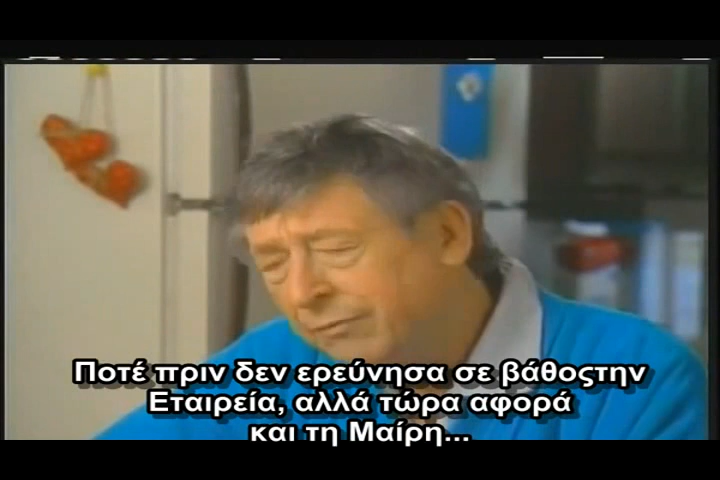 Ποτέ πριν δεν ερεύνησα σε βάθοςτην
Εταιρεία, αλλά τώρα αφορά
και τη Μαίρη...